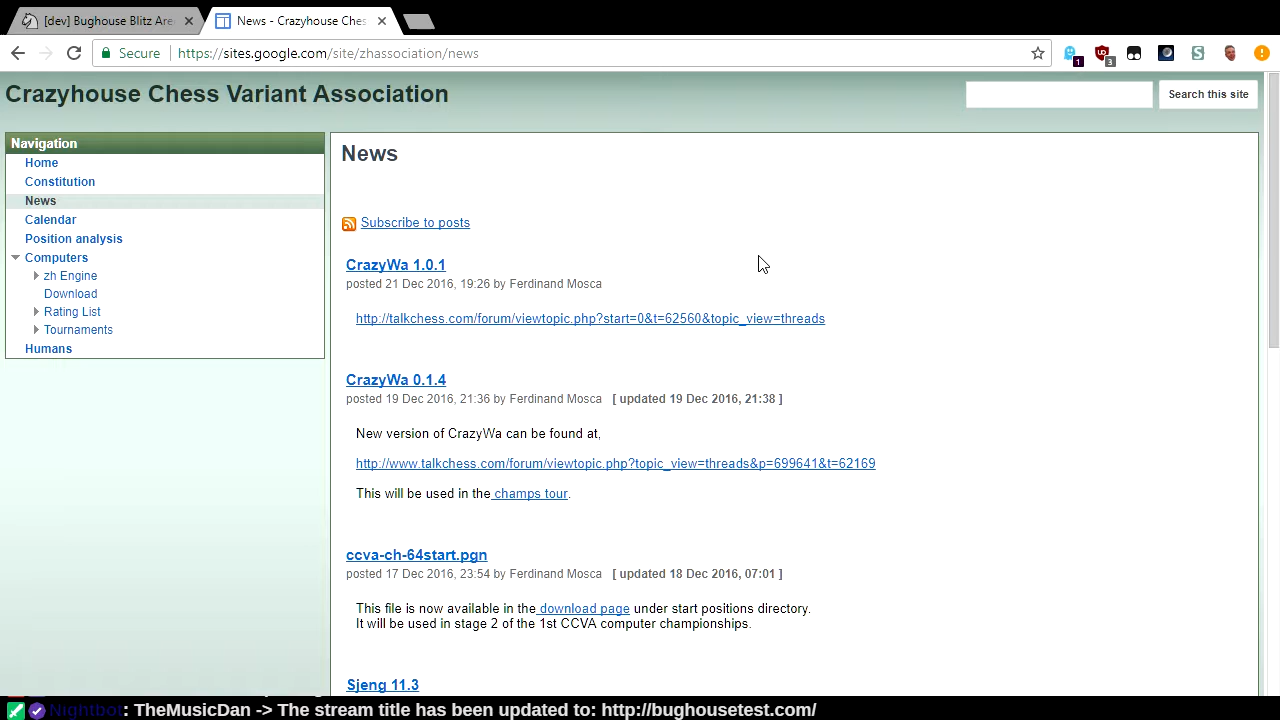 [dev] Bughouse Blitz Are
News - Crazyhouse Ches
Secure
https://sites.google.com/site/zhassociation/news
1
3
Crazyhouse Chess Variant Association
Search this site
Navigation
Home
Constitution
News
Calendar
Position analysis
Computers
zh Engine
Download
Rating List
Tournaments
Humans
News
Subscribe to posts
CrazyWa 1.0.1
posted 21 Dec 2016, 19:26 by Ferdinand Mosca
http://talkchess.com/forum/viewtopic.php?start=0&t=62560&topic_view=threads
CrazyWa 0.1.4
posted 19 Dec 2016, 21:36 by Ferdinand Mosca [ updated 19 Dec 2016, 21:38 ]
New version of CrazyWa can be found at,
http://www.talkchess.com/forum/viewtopic.php?topic_view=threads&p=699641&t=62169
This will be used in the champs tour.
ccva-ch-64start.pgn
posted 17 Dec 2016, 23:54 by Ferdinand Mosca [ updated 18 Dec 2016, 07:01 ]
This file is now available in the download page under start positions directory.
It will be used in stage 2 of the 1st CCVA computer championships.
Sjeng 11.3
Nightbot: TheMusicDan -> The stream title has been updated to: http://bughousetest.com/